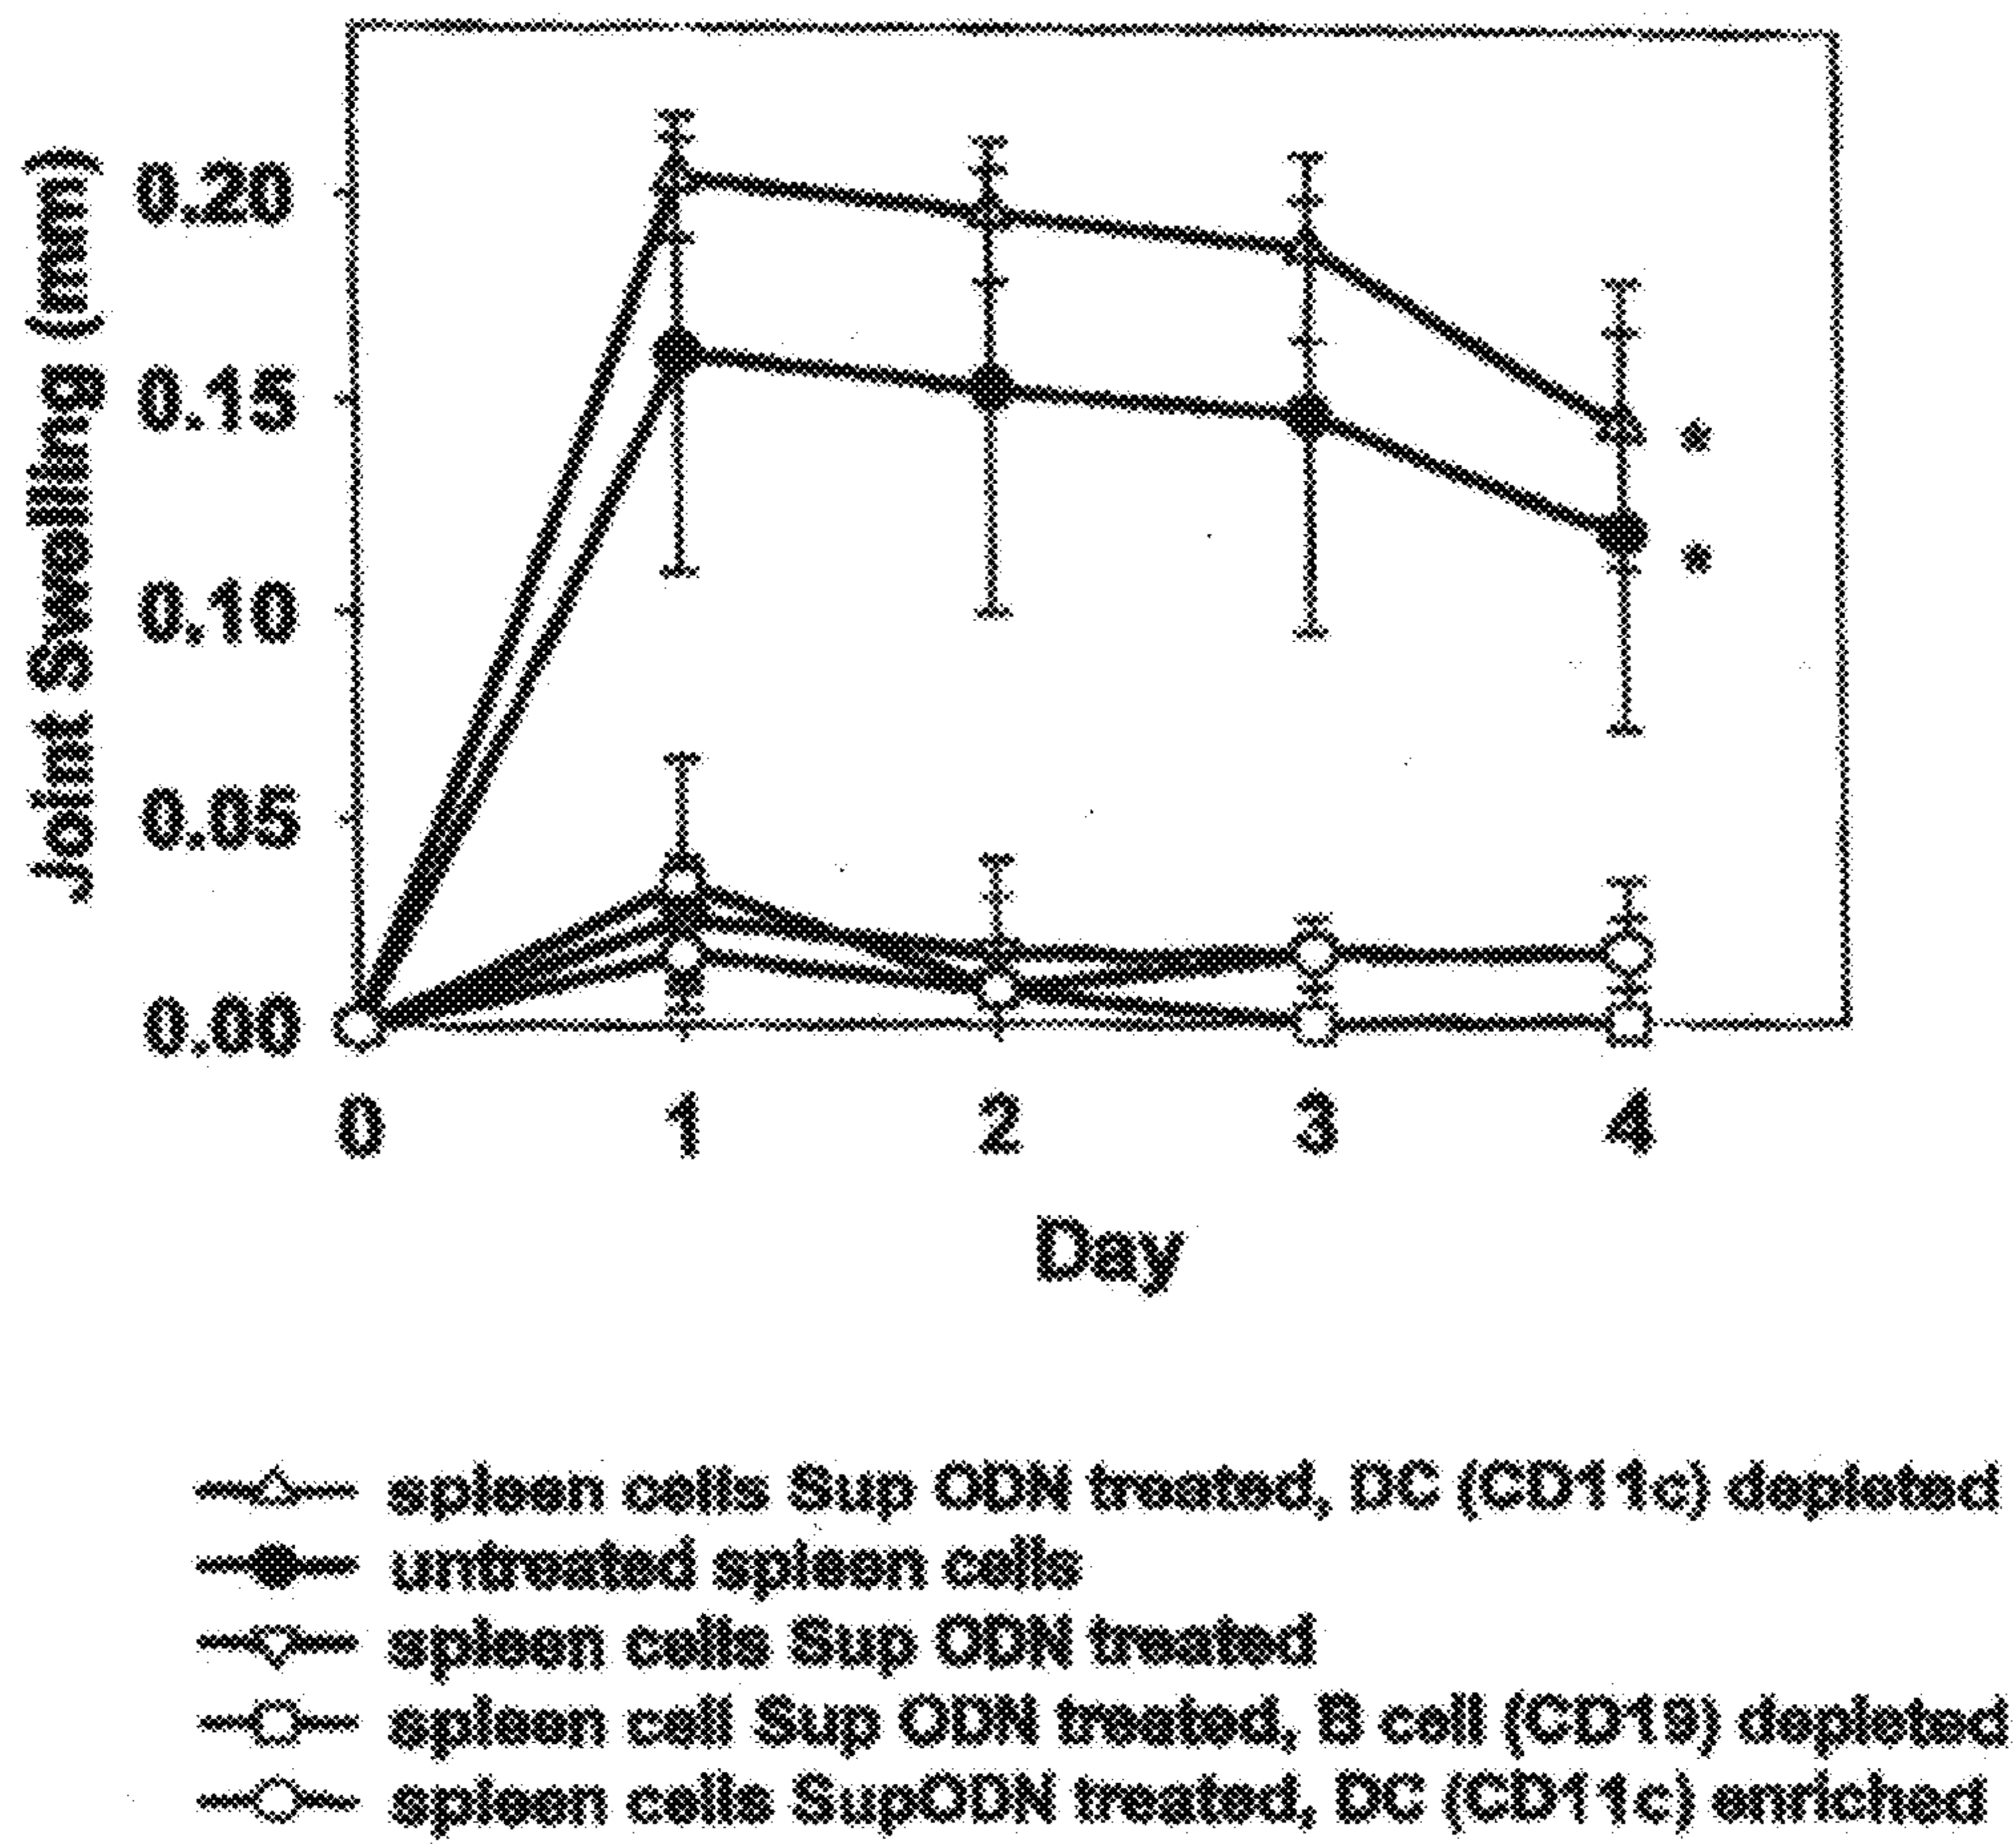 Joint Swelling (mm)
0.20
0.15
0.10
0.05
0.00
0 1 2 3 4
Day
spleen cells Sup ODN treated, DC (CD11c) depleted
untreated spleen cells
spleen cells Sup ODN treated
spleen cell Sup ODN treated, B cell (CD19) depleted
spleen cells SupODN treated, DC (CD11c) enriched